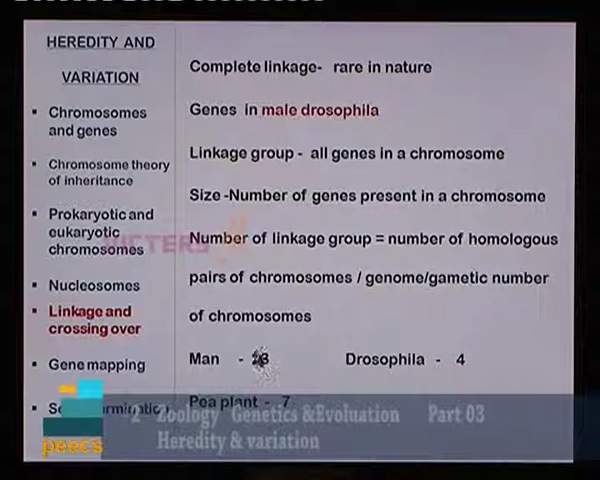 HEREDITY AND
VARIATION
▪ Chromosomes
and genes
▪ Chromosome theory
of inheritance
▪ Prokaryotic and
eukaryotic
chromosomes
▪ Nucleosomes
▪ Linkage and
crossing over
▪ Gene mapping
Complete linkage- rare in nature
Genes in male drosophila
Linkage group - all genes in a chromosome
Size -Number of genes present in a chromosome
Number of linkage group = number of homologous
pairs of chromosomes / genome/gametic number
of chromosomes
Man - 23 Drosophila - 4
Pea plant - 7
VICTERS
2 Zoology Genetics &Evolution Part 03
Heredity & variation
peecs